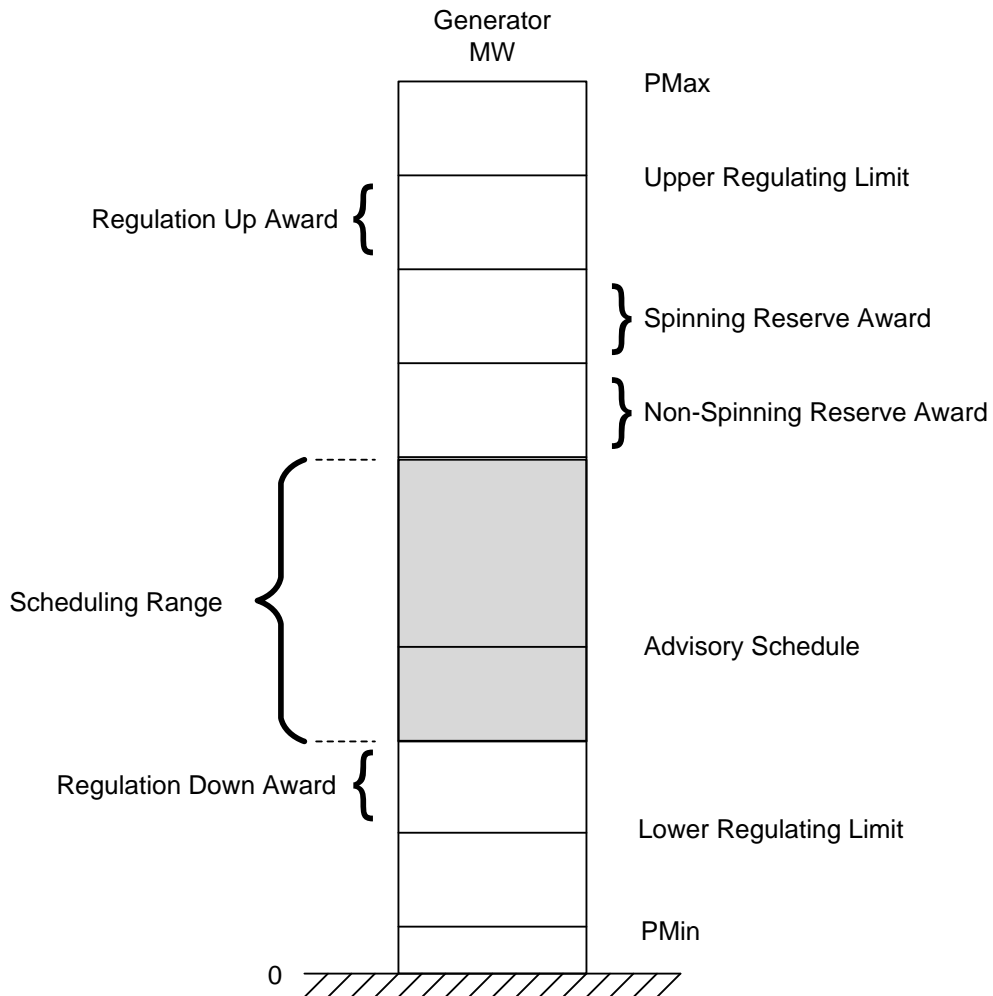 Generator
MW
PMax
Upper Regulating Limit
Regulation Up Award
Spinning Reserve Award
Non-Spinning Reserve Award
Scheduling Range
Advisory Schedule
Regulation Down Award
Lower Regulating Limit
PMin
0